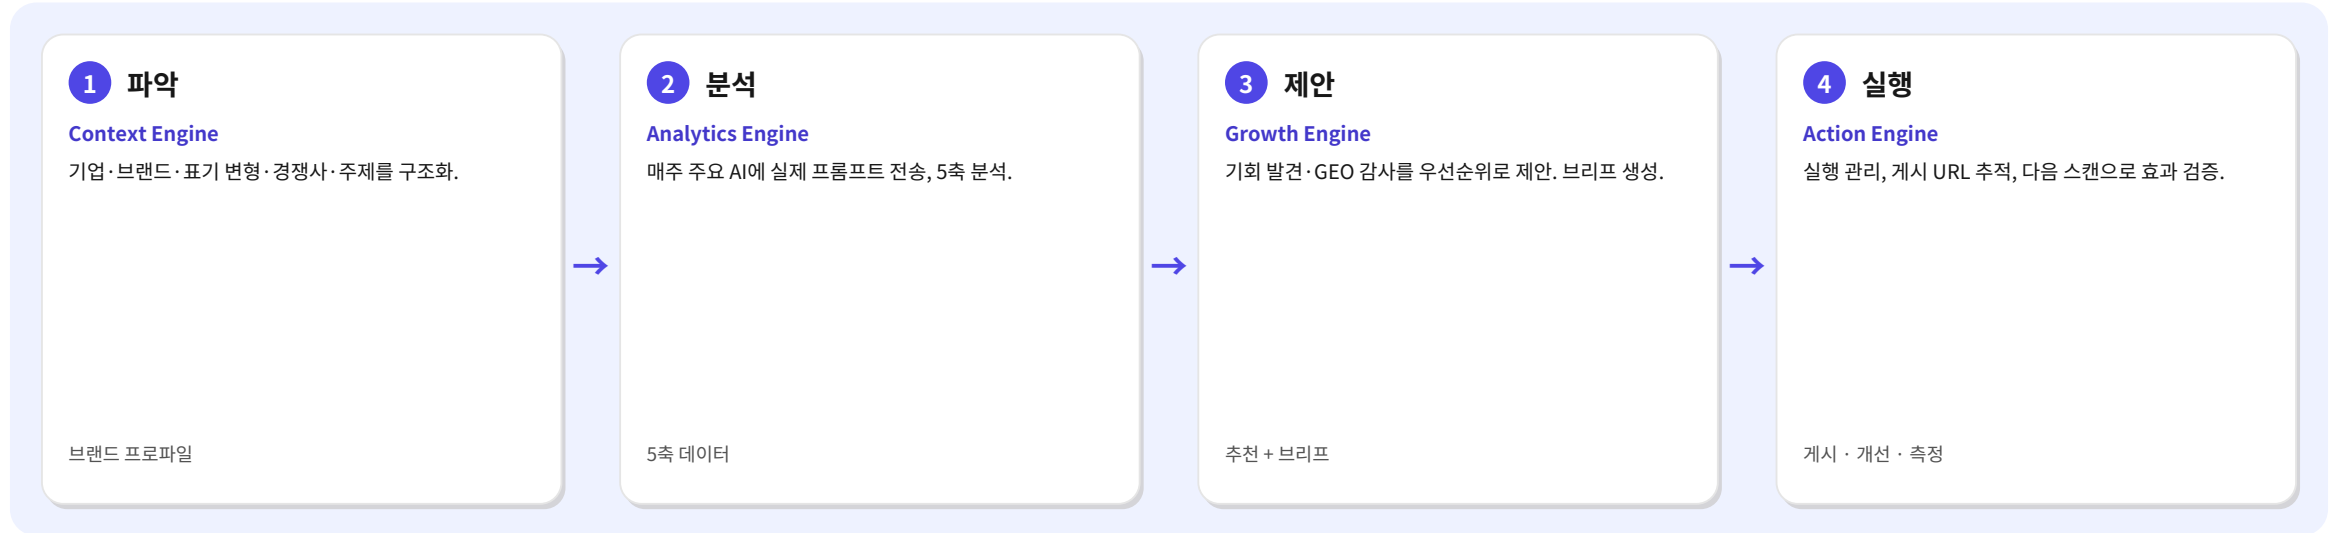 1 파악
Context Engine
기업·브랜드·표기 변형·경쟁사·주제를 구조화.
브랜드 프로파일
→
2 분석
Analytics Engine
매주 주요 AI에 실제 프롬프트 전송, 5축 분석.
5축 데이터
→
3 제안
Growth Engine
기회 발견·GEO 감사를 우선순위로 제안. 브리프 생성.
추천 + 브리프
→
4 실행
Action Engine
실행 관리, 게시 URL 추적, 다음 스캔으로 효과 검증.
게시 · 개선 · 측정